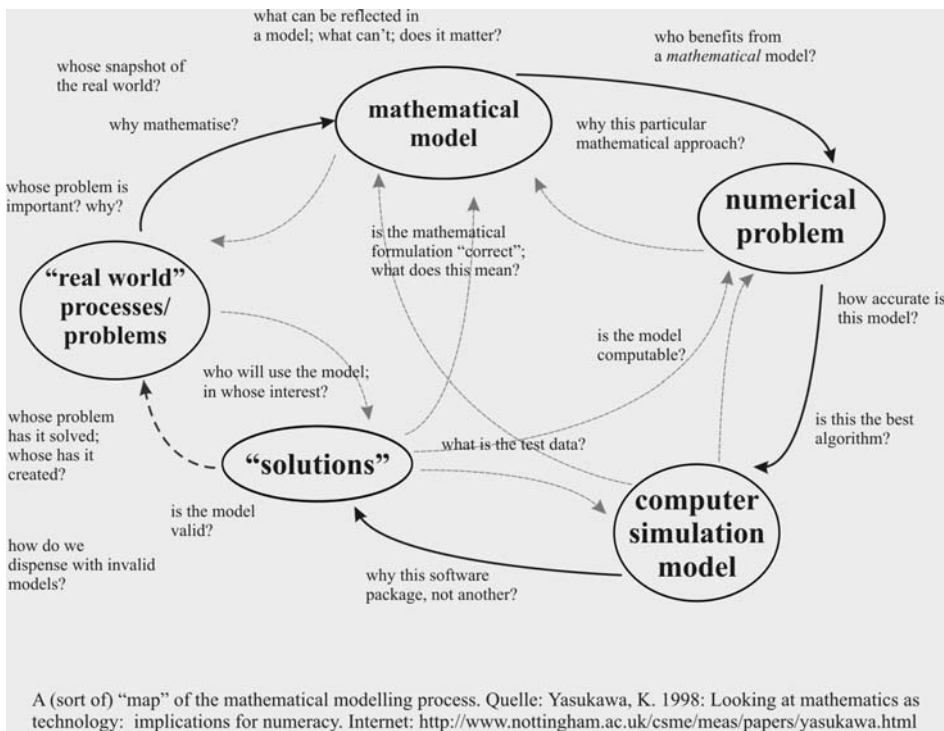 what can be reflected in
a model; what can't; does it matter?
who benefits from
a mathematical model?
whose snapshot of
the real world?
mathematical
model
why mathematise?
why this particular
mathematical approach?
whose problem is
important? why?
numerical
problem
is the mathematical
formulation “correct”;
what does this mean?
“real world”
processes/
problems
how accurate is
this model?
is the model
computable?
who will use the model;
in whose interest?
whose problem
has it solved;
whose has it
created?
is this the best
algorithm?
what is the test data?
“solutions”
computer
simulation
model
is the model
valid?
how do we
dispense with invalid
models?
why this software
package, not another?
A (sort of) “map” of the mathematical modelling process. Quelle: Yasukawa, K. 1998: Looking at mathematics as
technology: implications for numeracy. Internet: http://www.nottingham.ac.uk/csme/meas/papers/yasukawa.html